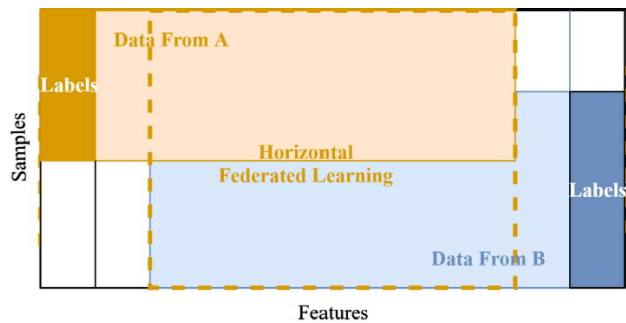 Data From A
Labels
Samples
Horizontal
Federated Learning
Labels
Data From B
Features